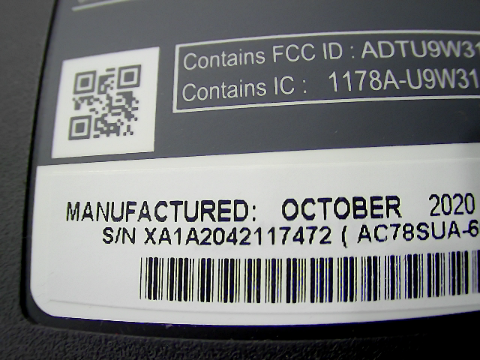 Contains FCC ID : ADTU9W31
Contains IC : 1178A-U9W31
MANUFACTURED: OCTOBER 2020
S/N XA1A2042117472 ( AC78SUA-6